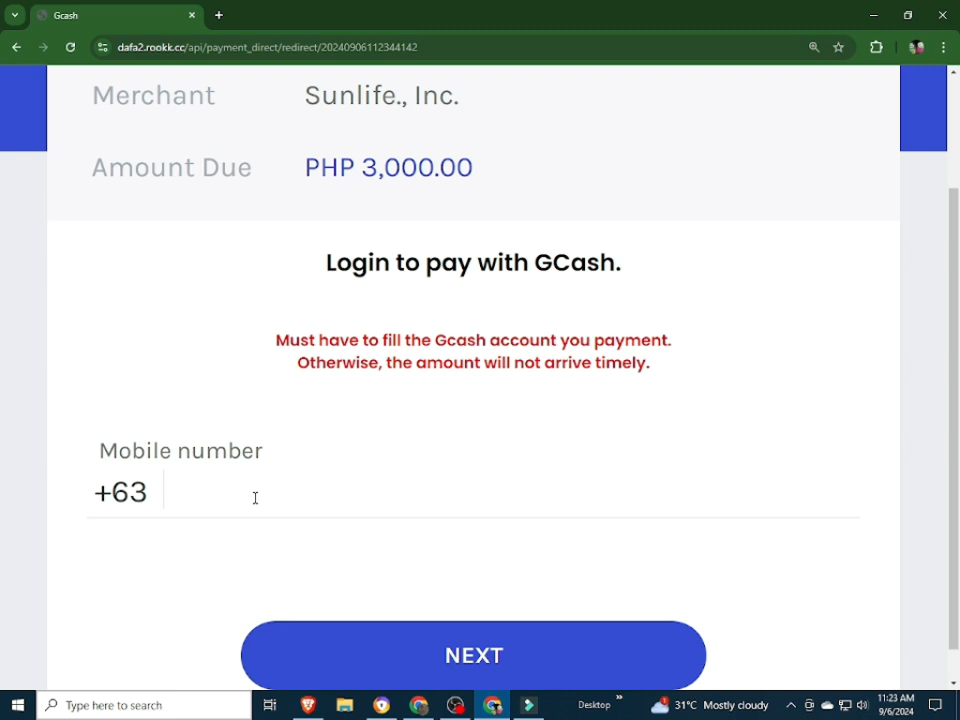 Gcash
dafa2.rookk.cc/api/payment_direct/redirect/20240906112344142
Merchant Sunlife., Inc.
Amount Due PHP 3,000.00
Login to pay with GCash.
Must have to fill the Gcash account you payment.
Otherwise, the amount will not arrive timely.
Mobile number
+63
NEXT
Type here to search
Desktop
31°C Mostly cloudy
11:23 AM
9/6/2024